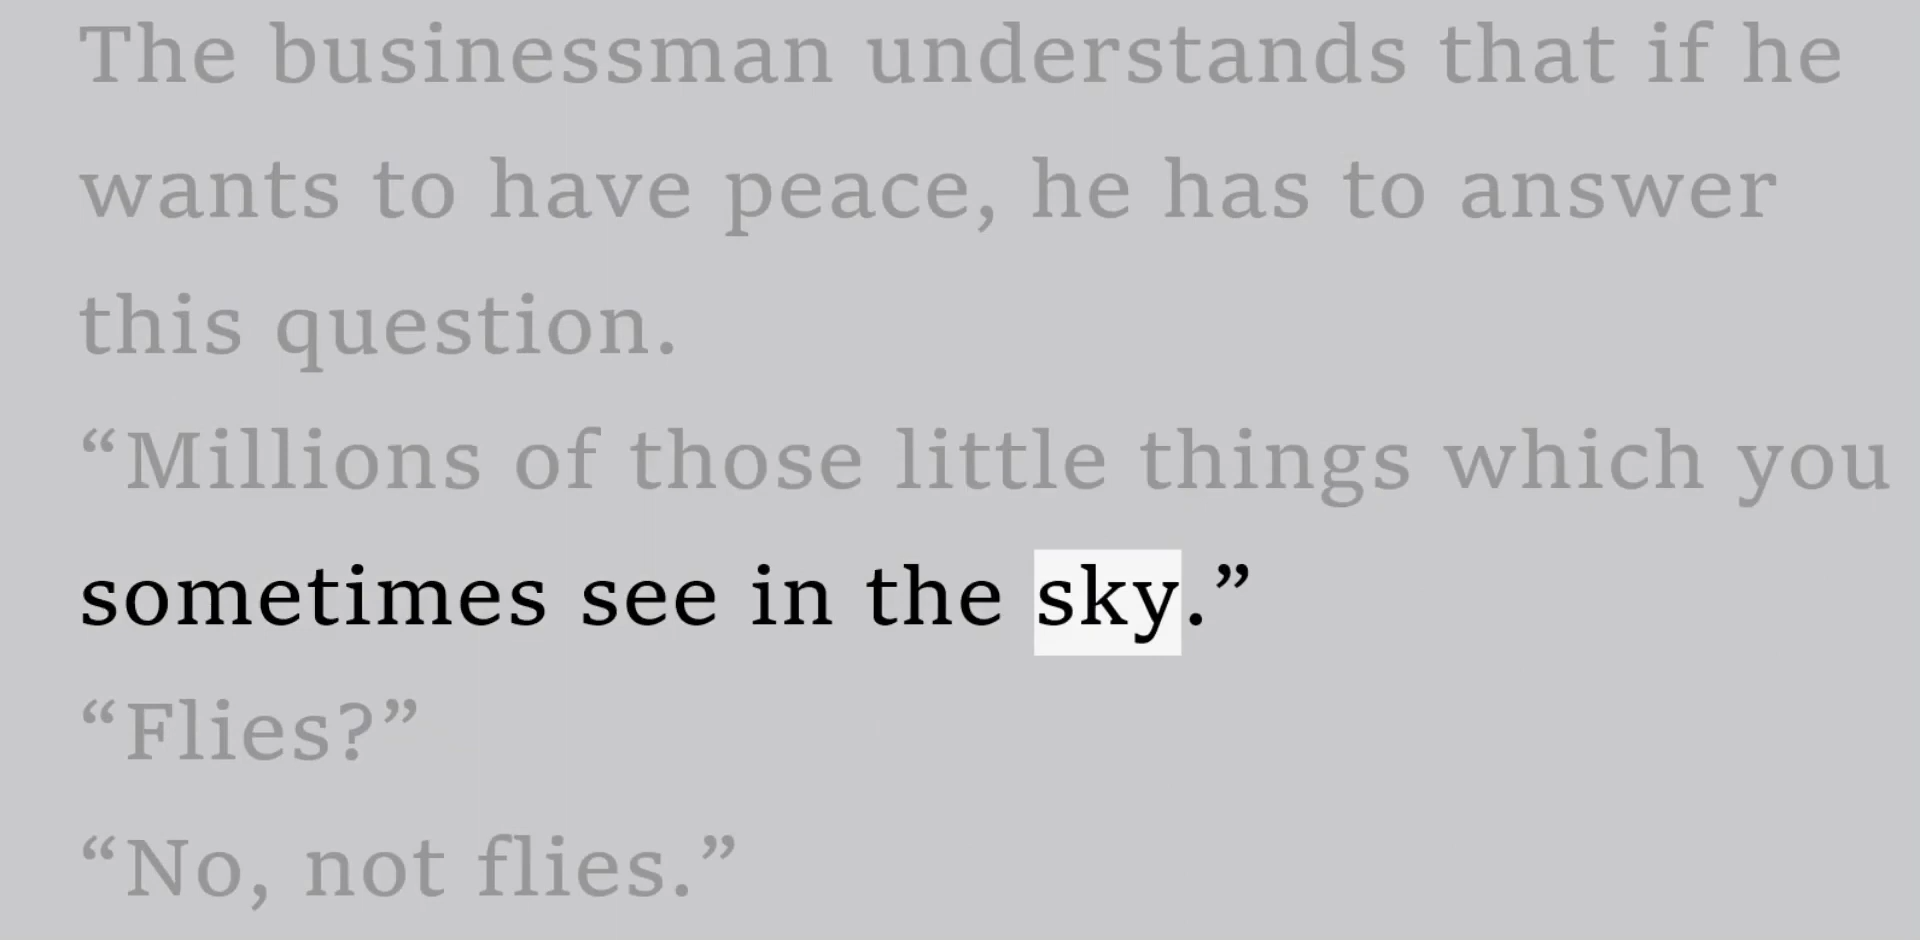 The businessman understands that if he
wants to have peace, he has to answer
this question.
“Millions of those little things which you
sometimes see in the sky.”
“Flies?”
“No, not flies.”